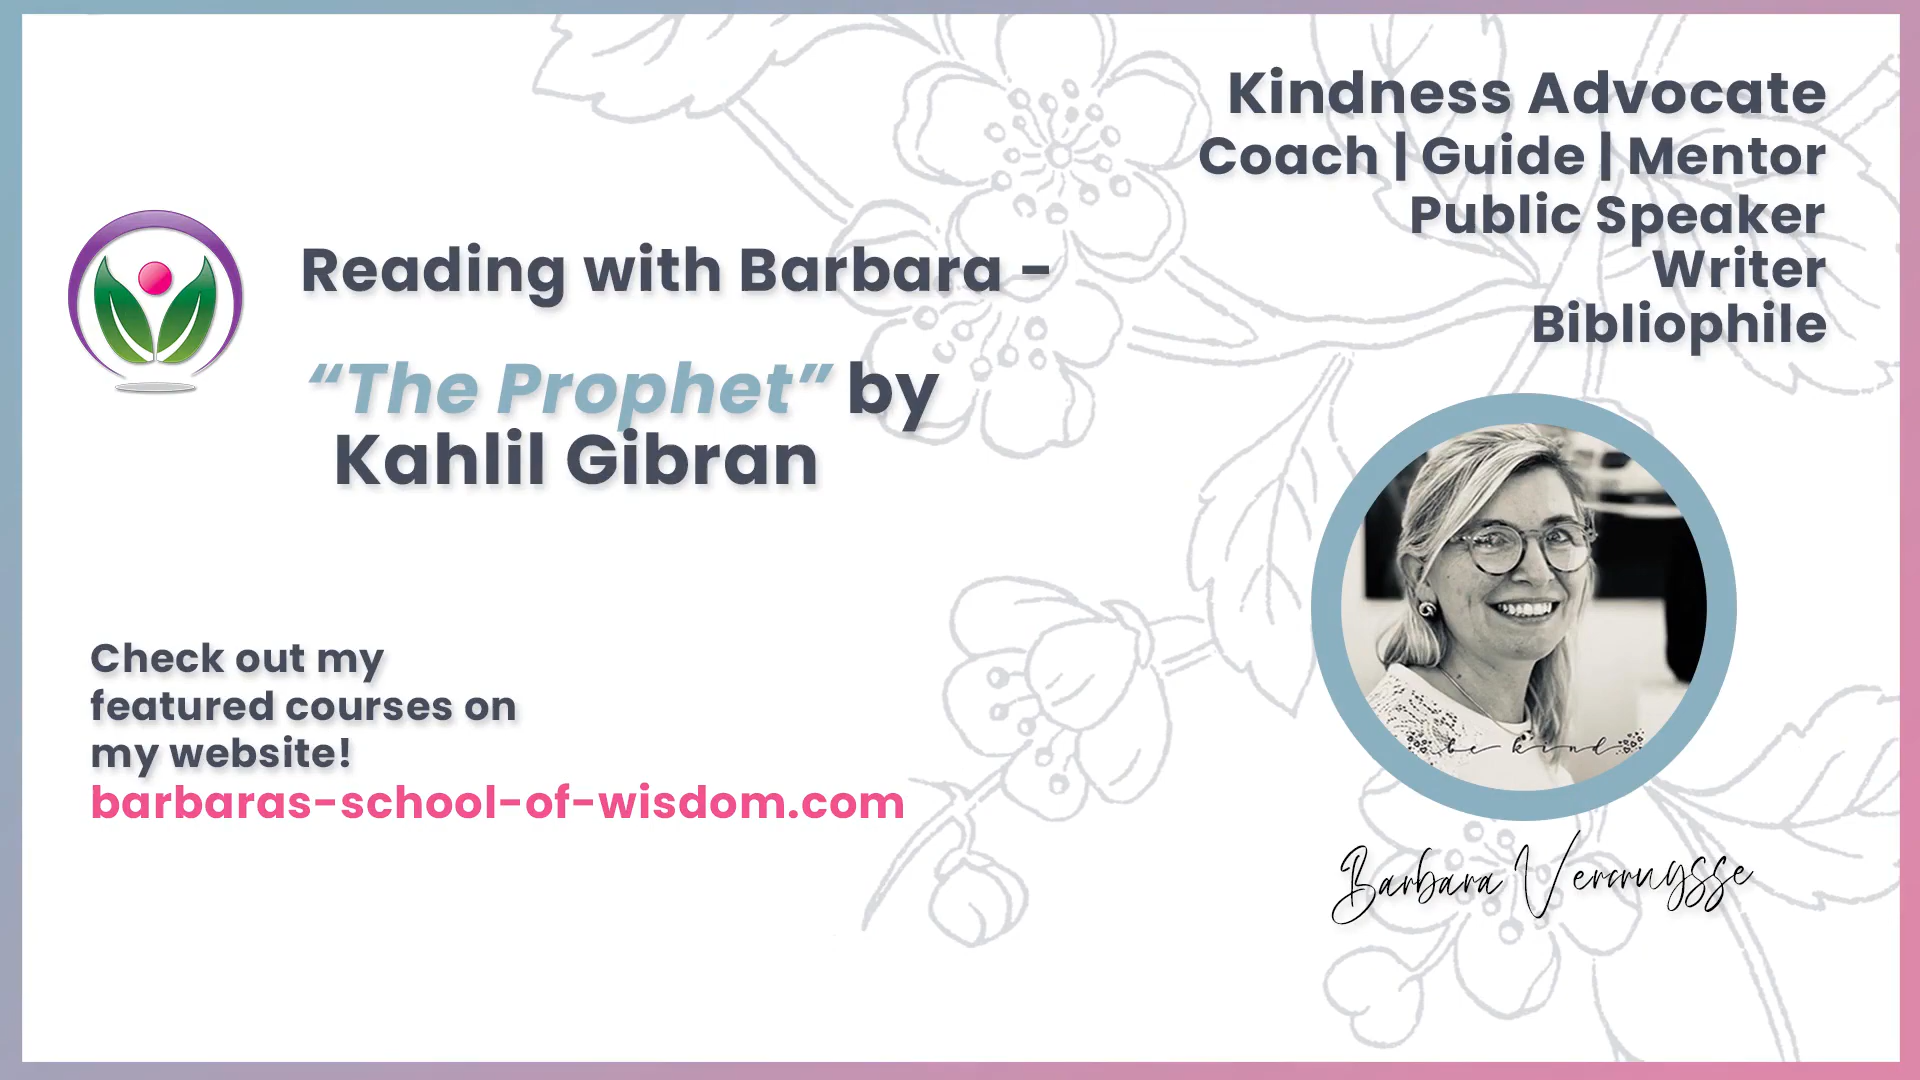 Kindness Advocate
Coach | Guide | Mentor
Public Speaker
Writer
Bibliophile
Reading with Barbara -
“The Prophet” by
Kahlil Gibran
Check out my
featured courses on
my website!
barbaras-school-of-wisdom.com
be kind
Barbara Vercruysse